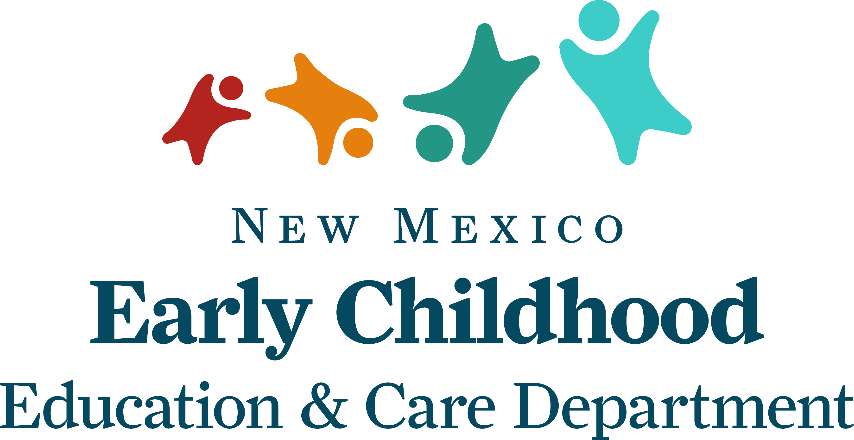 New Mexico
Early Childhood
Education & Care Department